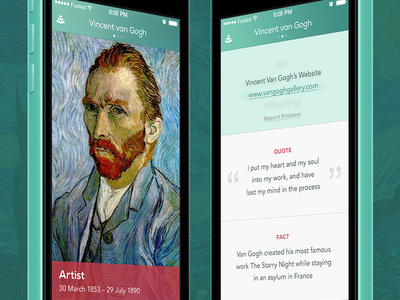 Fueled
6:08 PM
Vincent van Gogh
Artist
30 March 1853 – 29 July 1890
Fueled
6:08 PM
Vincent van Gogh
Vincent Van Gogh's Website
www.vangoghgallery.com
Report Problem
QUOTE
“ I put my heart and my soul ”
into my work, and have
lost my mind in the process
FACT
Van Gogh created his most famous
work The Starry Night while staying
in an asylum in France